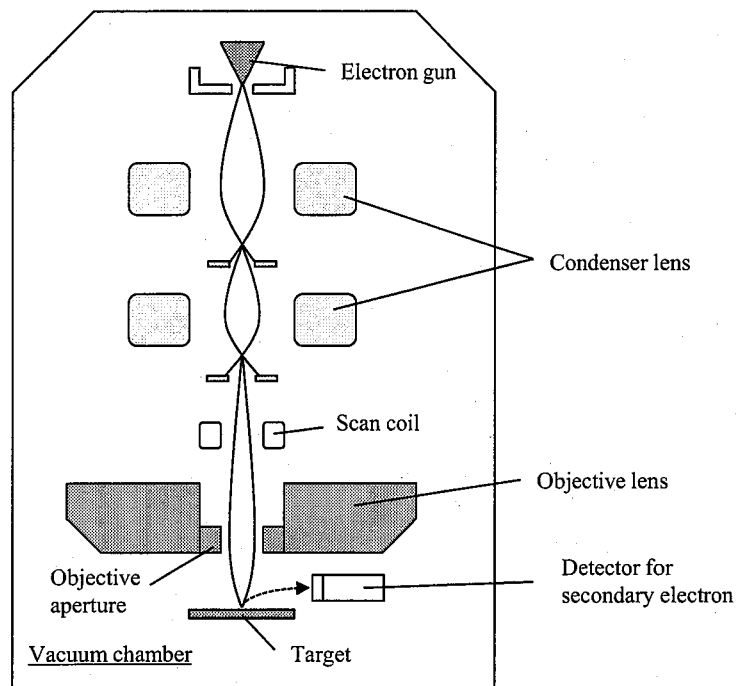 Electron gun
Condenser lens
Scan coil
Objective lens
Objective
aperture
Detector for
secondary electron
Target
Vacuum chamber